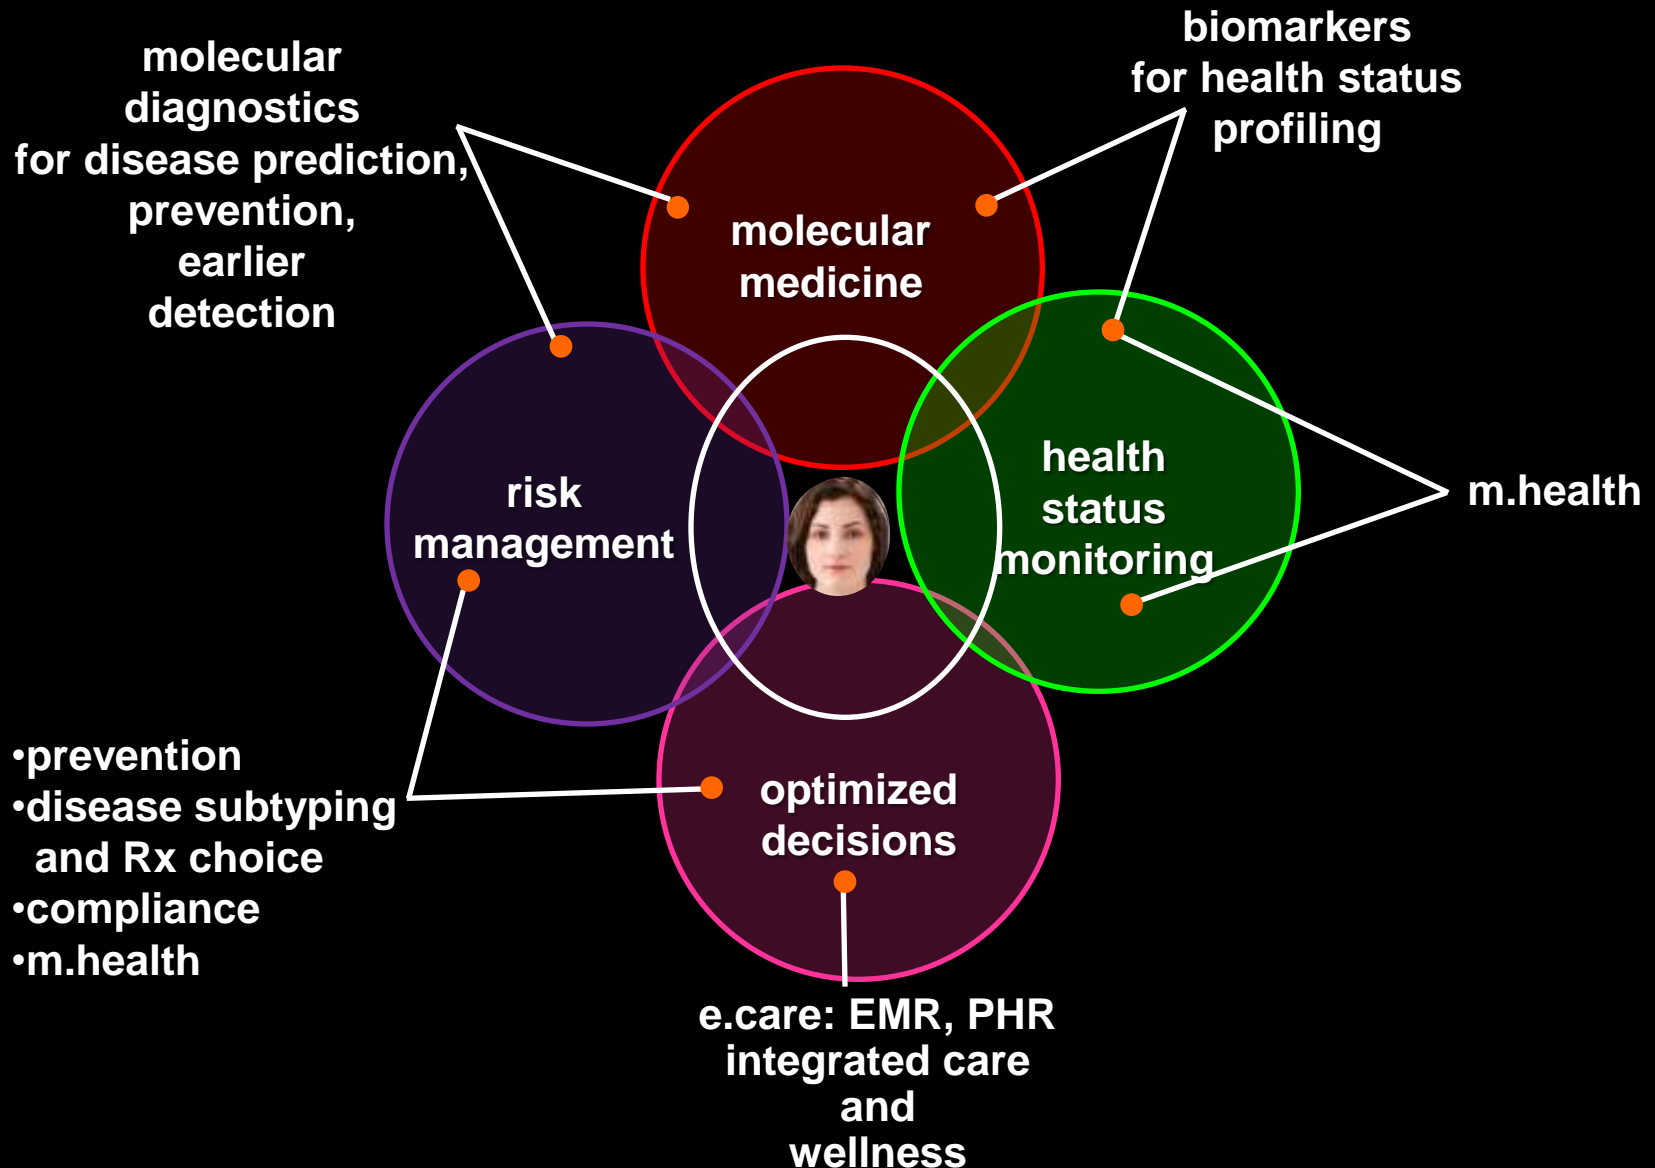 molecular
diagnostics
for disease prediction,
prevention,
earlier
detection
biomarkers
for health status
profiling
molecular
medicine
risk
management
health
status
monitoring
m.health
•prevention
•disease subtyping
and Rx choice
•compliance
•m.health
optimized
decisions
e.care: EMR, PHR
integrated care
and
wellness